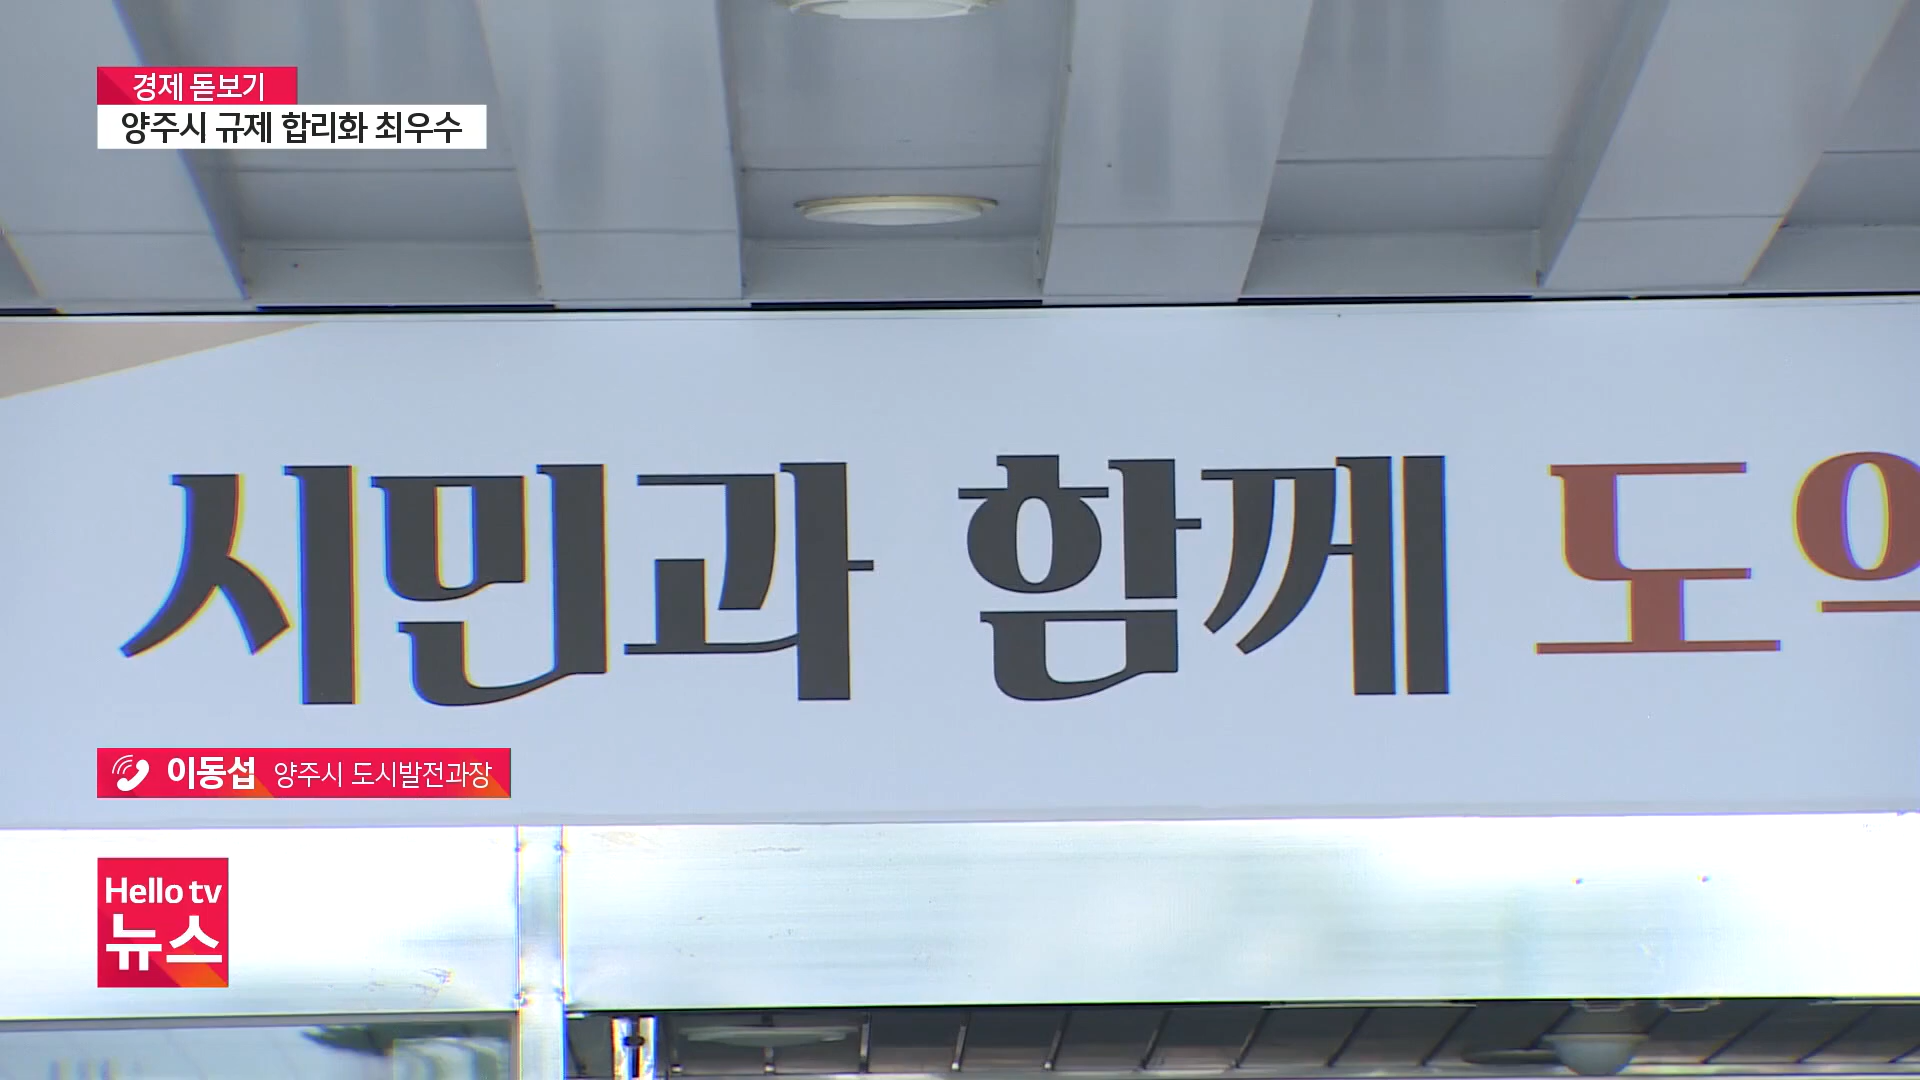 경제 돋보기
양주시 규제 합리화 최우수
시민과 함께 도
이동섭 양주시 도시발전과장
Hello tv
뉴스